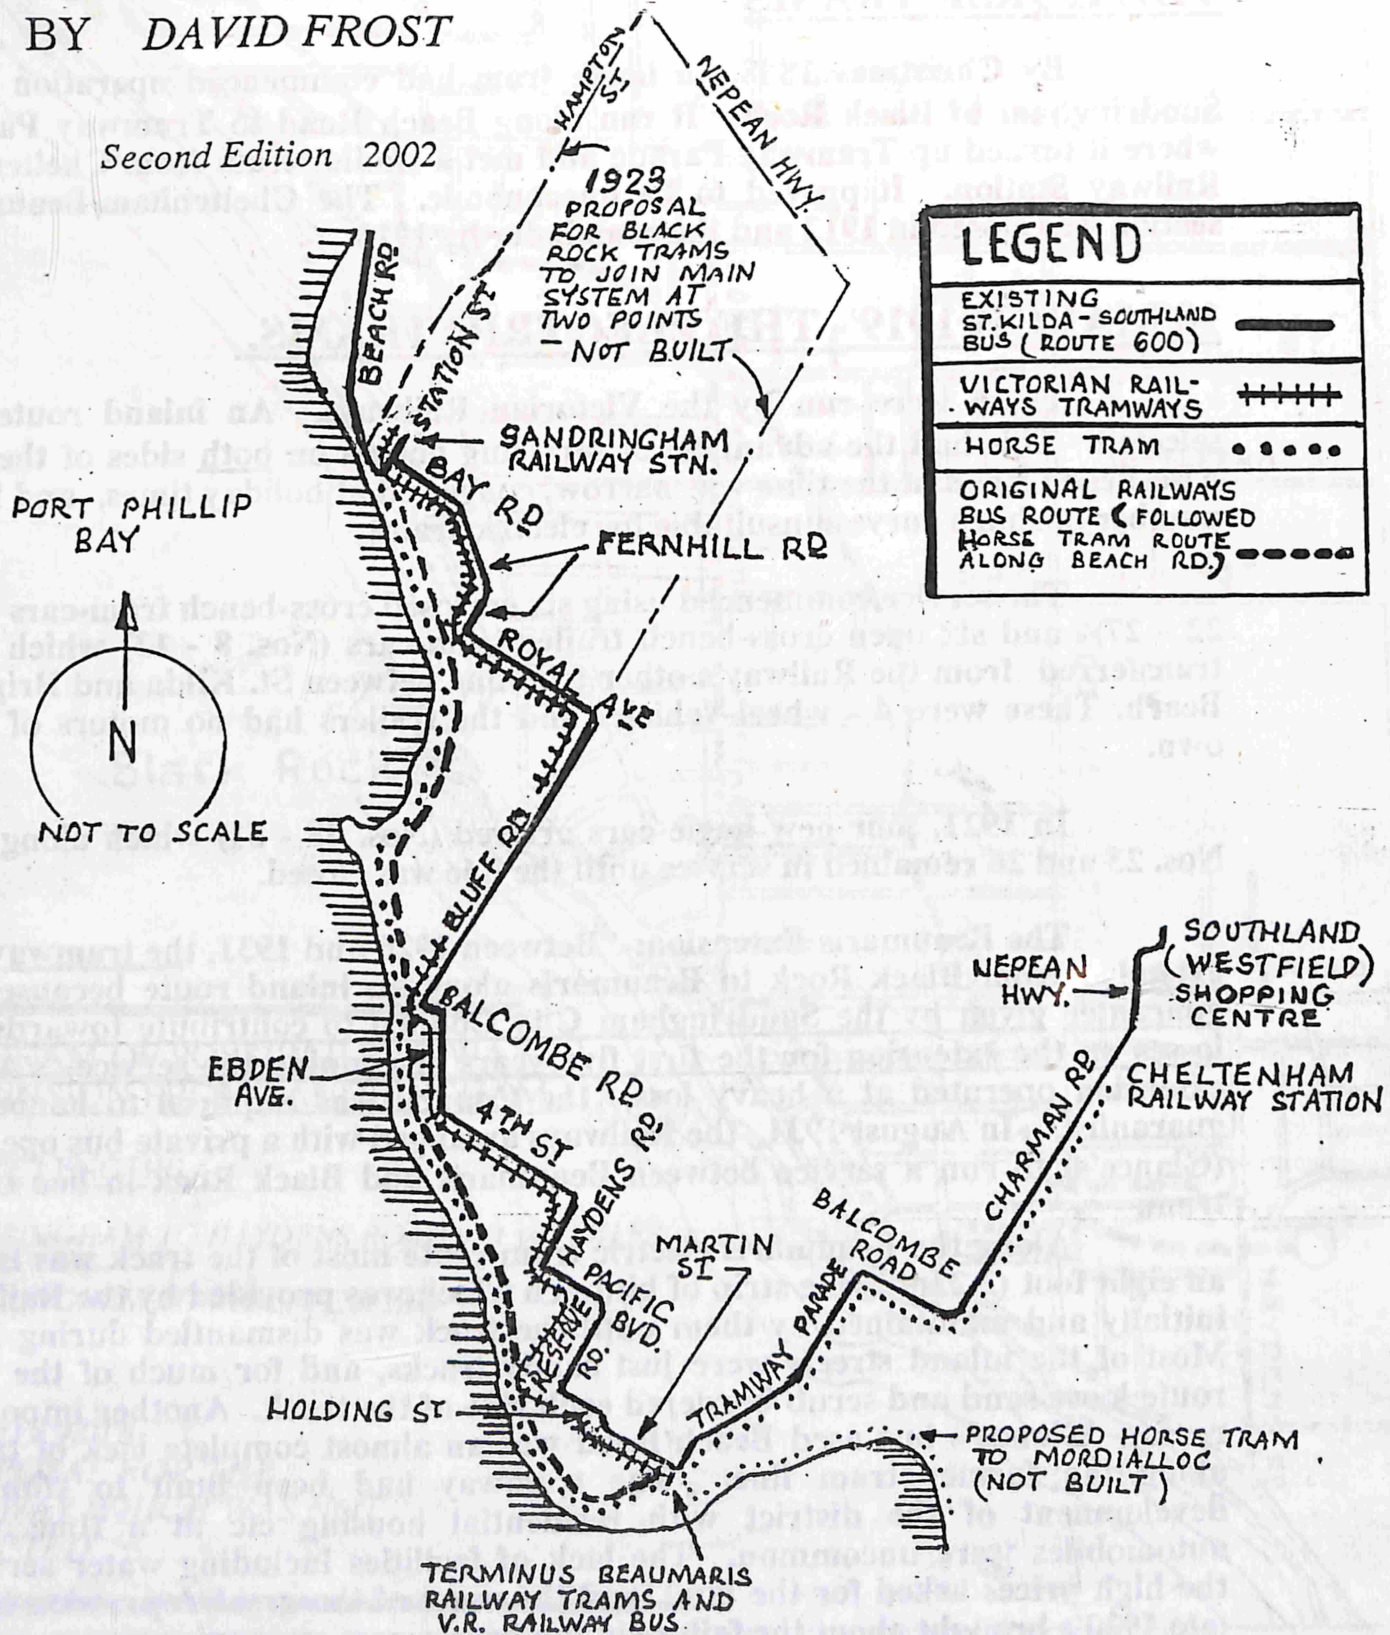 BY DAVID FROST
Second Edition 2002
HAMPTON
ST
NEPEAN HWY.
1923
PROPOSAL
FOR BLACK
ROCK TRAMS
TO JOIN MAIN
SYSTEM AT
TWO POINTS
— NOT BUILT
BEACH RD
STATION ST
LEGEND
EXISTING
ST. KILDA - SOUTHLAND
BUS (ROUTE 600)
VICTORIAN RAIL-
WAYS TRAMWAYS
HORSE TRAM
ORIGINAL RAILWAYS
BUS ROUTE (FOLLOWED
HORSE TRAM ROUTE
ALONG BEACH RD.)
SANDRINGHAM
RAILWAY STN.
BAY RD
PORT PHILLIP
BAY
FERNHILL RD
ROYAL AVE
N
NOT TO SCALE
BLUFF RD
BALCOMBE RD
EBDEN
AVE.
4TH ST
HAYDENS RD
SOUTHLAND
(WESTFIELD)
SHOPPING
CENTRE
NEPEAN
HWY.
CHELTENHAM
RAILWAY STATION
CHARMAN RD
BALCOMBE
ROAD
MARTIN
ST
PACIFIC
BVD.
RESERVE
RD.
TRAMWAY PARADE
HOLDING ST
PROPOSED HORSE TRAM
TO MORDIALLOC
(NOT BUILT)
TERMINUS BEAUMARIS
RAILWAY TRAMS AND
V.R. RAILWAY BUS.